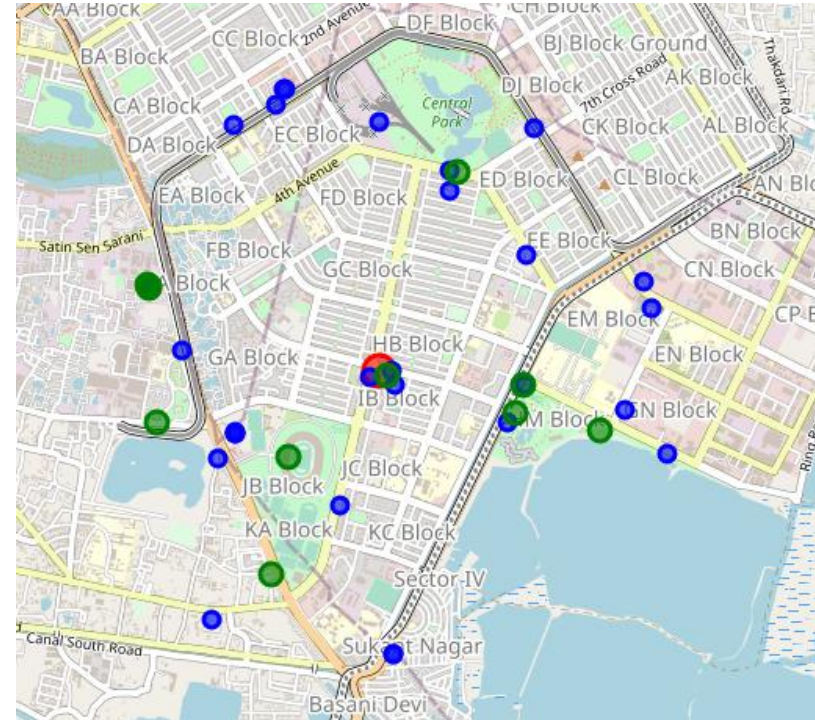 AA Block
CH Block
DF Block
2nd Avenue
CC Block
BJ Block Ground
BA Block
Thakdari Rd
AK Block
DJ Block
7th Cross Road
CA Block
Central
Park
EC Block
CK Block
AL Block
DA Block
CL Block
ED Block
AN
4th Avenue
FD Block
EA Block
BN Block
Satin Sen Sarani
FB Block
EE Block
GC Block
CN Block
A Block
CP
EM Block
HB Block
GA Block
EN Block
IB Block
M Block
GN Block
Ring
JC Block
JB Block
KA Block
KC Block
Sector-IV
Canal South Road
Nagar
Basani Devi